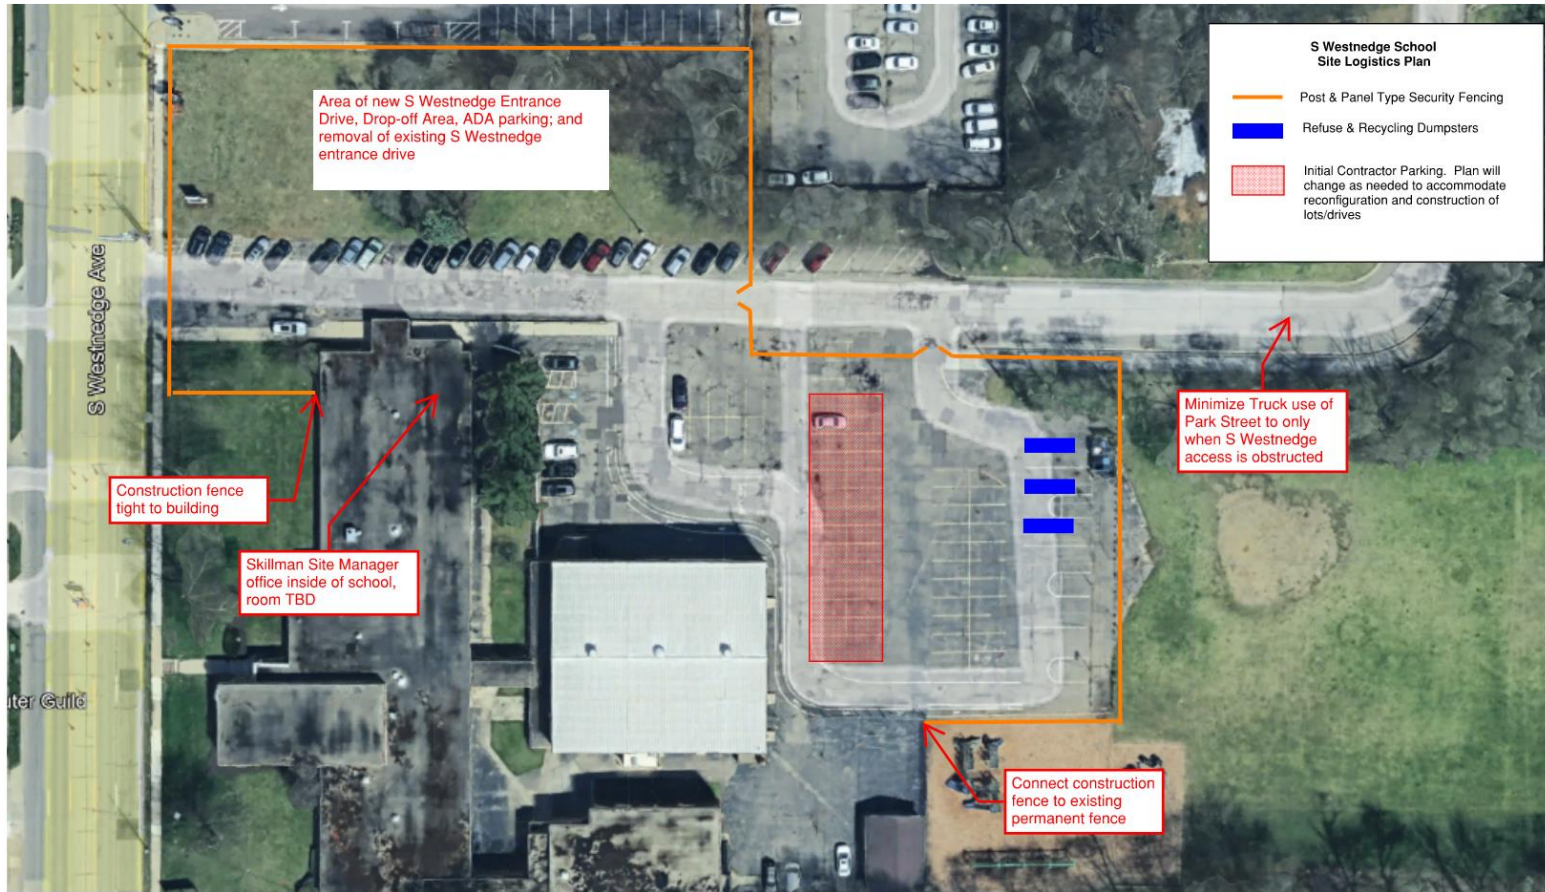 S Westnedge School
Site Logistics Plan
Post & Panel Type Security Fencing
Refuse & Recycling Dumpsters
Initial Contractor Parking. Plan will
change as needed to accommodate
reconfiguration and construction of
lots/drives
Area of new S Westnedge Entrance
Drive, Drop-off Area, ADA parking; and
removal of existing S Westnedge
entrance drive
S Westnedge Ave
Minimize Truck use of
Park Street to only
when S Westnedge
access is obstructed
Construction fence
tight to building
Skillman Site Manager
office inside of school,
room TBD
uter Guild
Connect construction
fence to existing
permanent fence